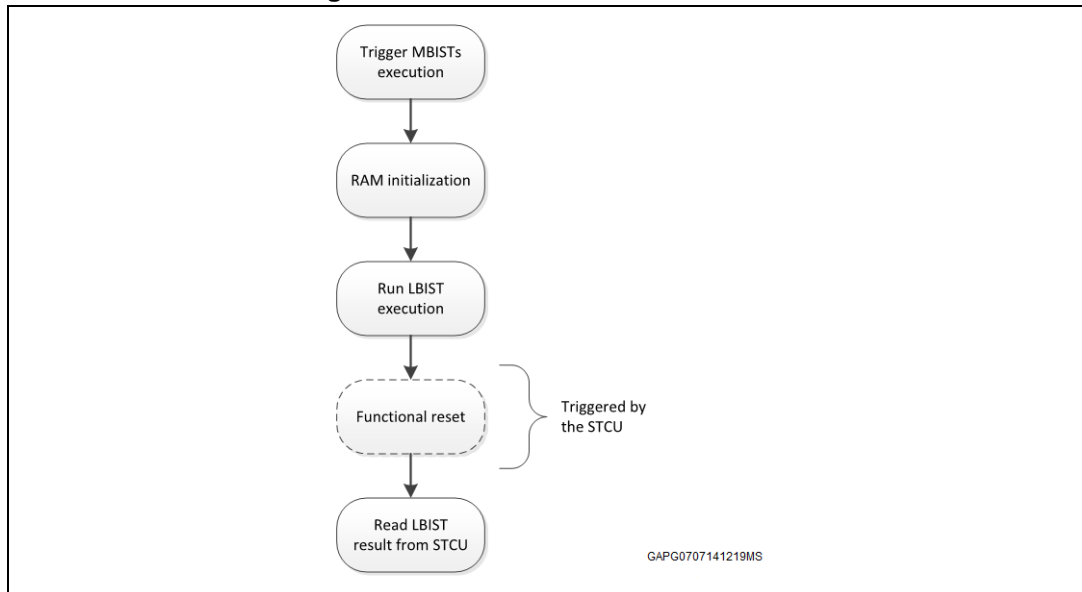 Trigger MBISTs
execution
RAM initialization
Run LBIST
execution
Functional reset
Triggered by
the STCU
Read LBIST
result from STCU
GAPG0707141219MS